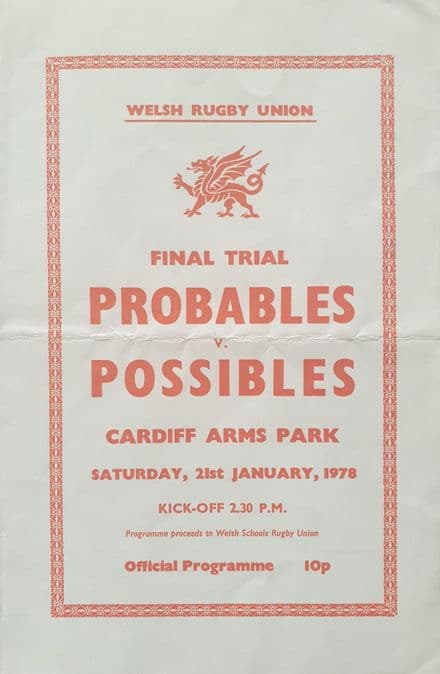 WELSH RUGBY UNION
FINAL TRIAL
PROBABLES
V.
POSSIBLES
CARDIFF ARMS PARK
SATURDAY, 21st JANUARY, 1978
KICK-OFF 2.30 P.M.
Programme proceeds to Welsh Schools Rugby Union
Official Programme 10p